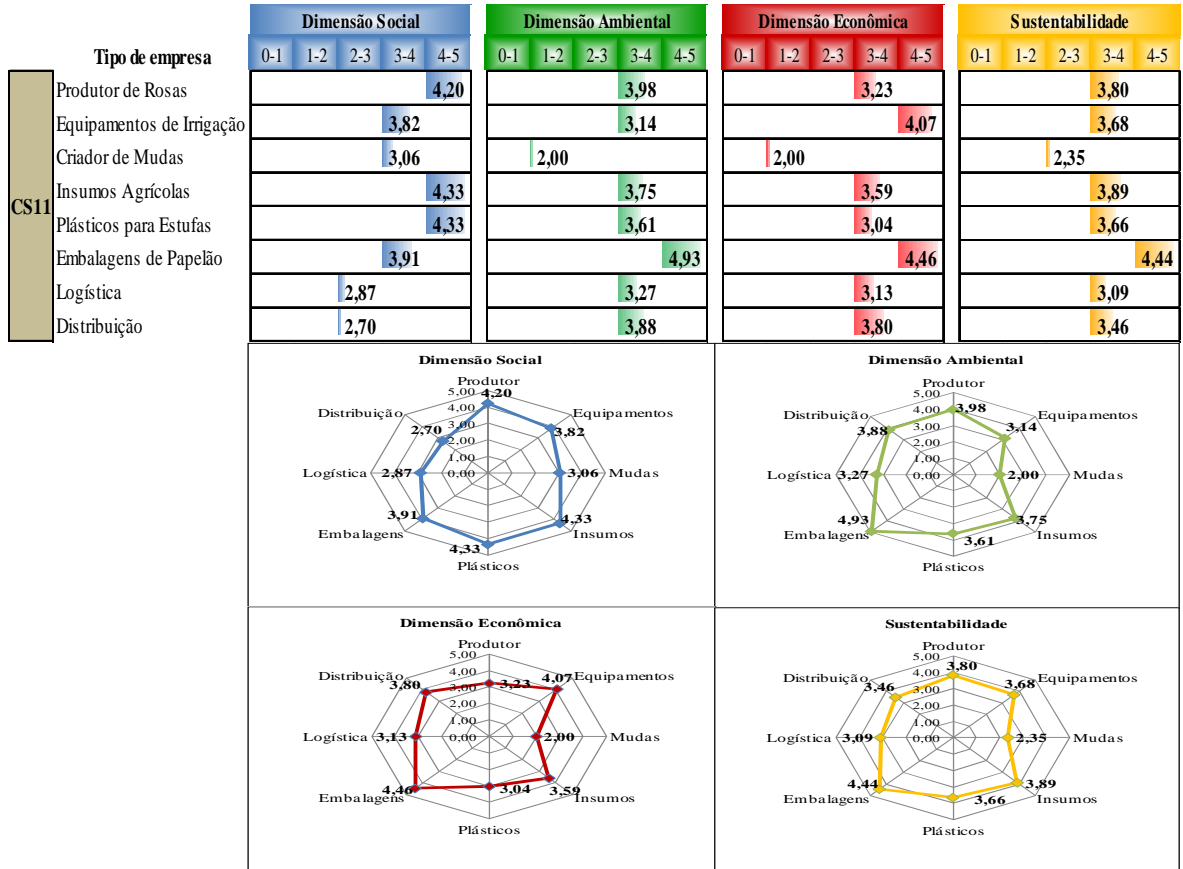 Dimensão Social Dimensão Ambiental Dimensão Econômica Sustentabilidade
Tipo de empresa 0-1 1-2 2-3 3-4 4-5 0-1 1-2 2-3 3-4 4-5 0-1 1-2 2-3 3-4 4-5 0-1 1-2 2-3 3-4 4-5
CS11
Produtor de Rosas 4,20 3,98 3,23 3,80
Equipamentos de Irrigação 3,82 3,14 4,07 3,68
Criador de Mudas 3,06 2,00 2,00 2,35
Insumos Agrícolas 4,33 3,75 3,59 3,89
Plásticos para Estufas 4,33 3,61 3,04 3,66
Embalagens de Papelão 3,91 4,93 4,46 4,44
Logística 2,87 3,27 3,13 3,09
Distribuição 2,70 3,88 3,80 3,46
Dimensão Social
Produtor
5,00
4,20
4,00
Distribuição Equipamentos
3,00
2,70 3,82
2,00
1,00
Logística 2,87 0,00 3,06 Mudas
3,91 4,33
Embalagens Insumos
4,33
Plásticos
Dimensão Ambiental
Produtor
5,00
3,98
4,00
Distribuição Equipamentos
3,00
3,88 3,14
2,00
1,00
Logística 3,27 0,00 2,00 Mudas
4,93 3,75
Embalagens Insumos
3,61
Plásticos
Dimensão Econômica
Produtor
5,00
4,00
Distribuição 4,07 Equipamentos
3,80 3,00 3,23
2,00
1,00
Logística 3,13 0,00 2,00 Mudas
4,46 3,59
Embalagens Insumos
3,04
Plásticos
Sustentabilidade
Produtor
5,00
3,80
4,00
Distribuição Equipamentos
3,46 3,00 3,68
2,00
1,00
Logística 3,09 0,00 2,35 Mudas
4,44 3,89
Embalagens Insumos
3,66
Plásticos